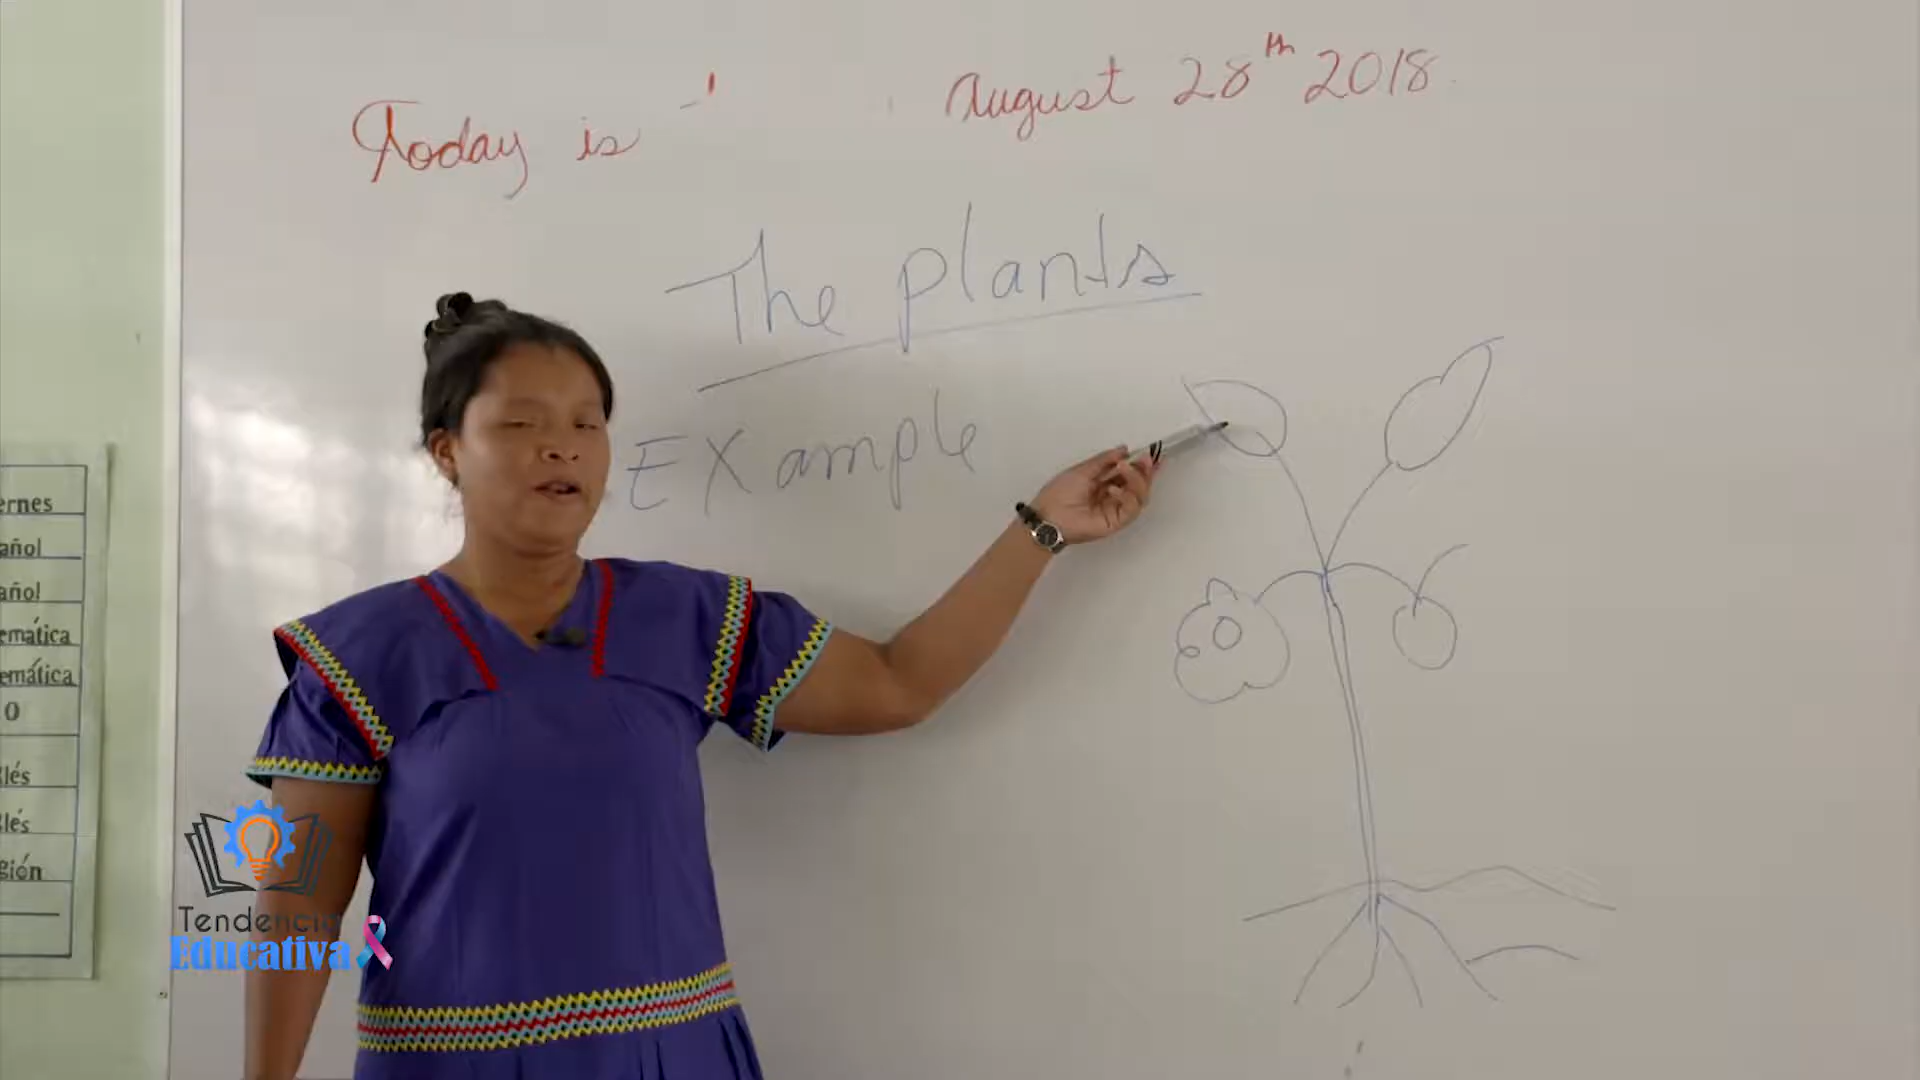 Today is August 28th 2018
The plants
Example
ernes
añol
añol
emática
emática
O
lés
lés
gión
Tendencia
Educativa